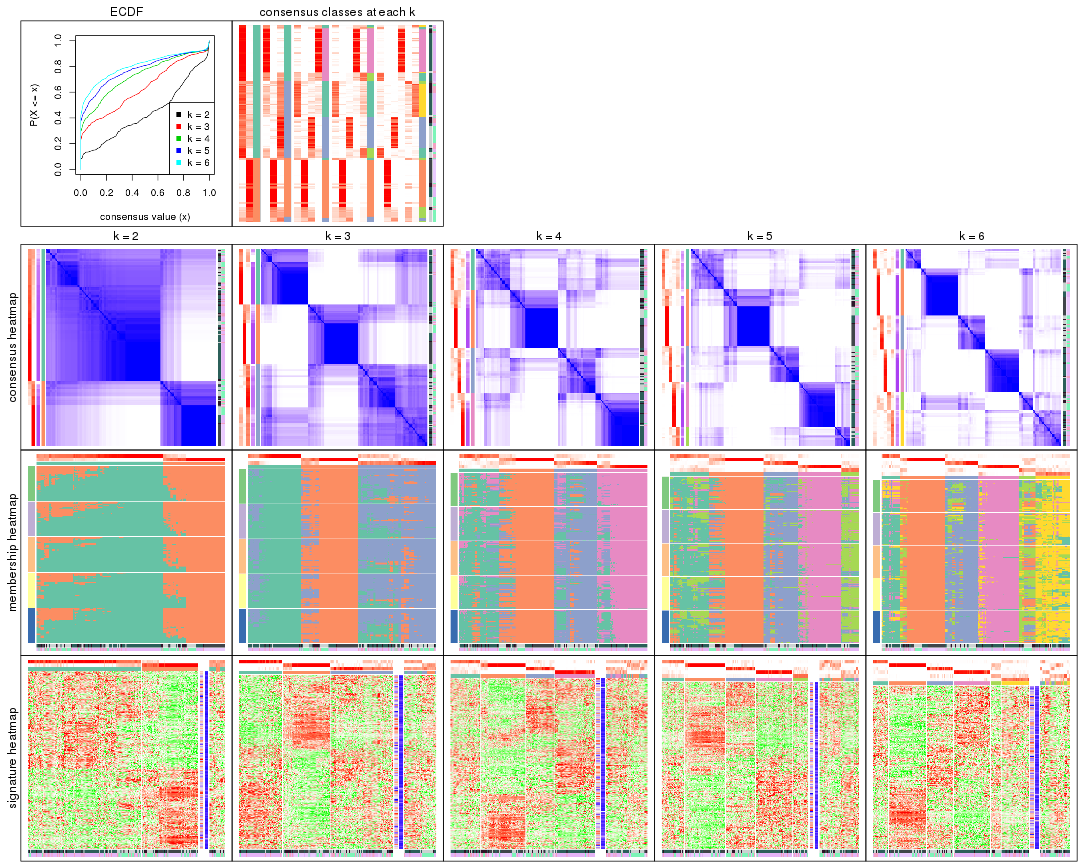 ECDF
consensus classes at each k
P(X <= x)
0.0 0.2 0.4 0.6 0.8 1.0
k = 2
k = 3
k = 4
k = 5
k = 6
0.0 0.2 0.4 0.6 0.8 1.0
consensus value (x)
k = 2 k = 3 k = 4 k = 5 k = 6
consensus heatmap
membership heatmap
signature heatmap